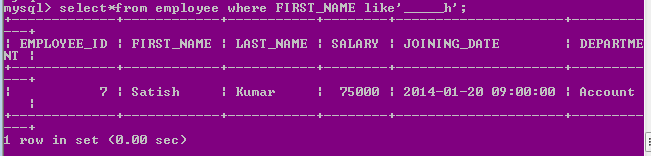 mysql> select*from employee where FIRST_NAME like'_____h';
+-------------+------------+-----------+--------+---------------------+---------
---+
| EMPLOYEE_ID | FIRST_NAME | LAST_NAME | SALARY | JOINING_DATE        | DEPARTME
NT |
+-------------+------------+-----------+--------+---------------------+---------
---+
|           7 | Satish     | Kumar     |  75000 | 2014-01-20 09:00:00 | Account
   |
+-------------+------------+-----------+--------+---------------------+---------
---+
1 row in set (0.00 sec)